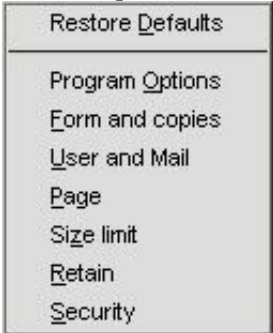 Restore Defaults
Program Options
Form and copies
User and Mail
Page
Size limit
Retain
Security